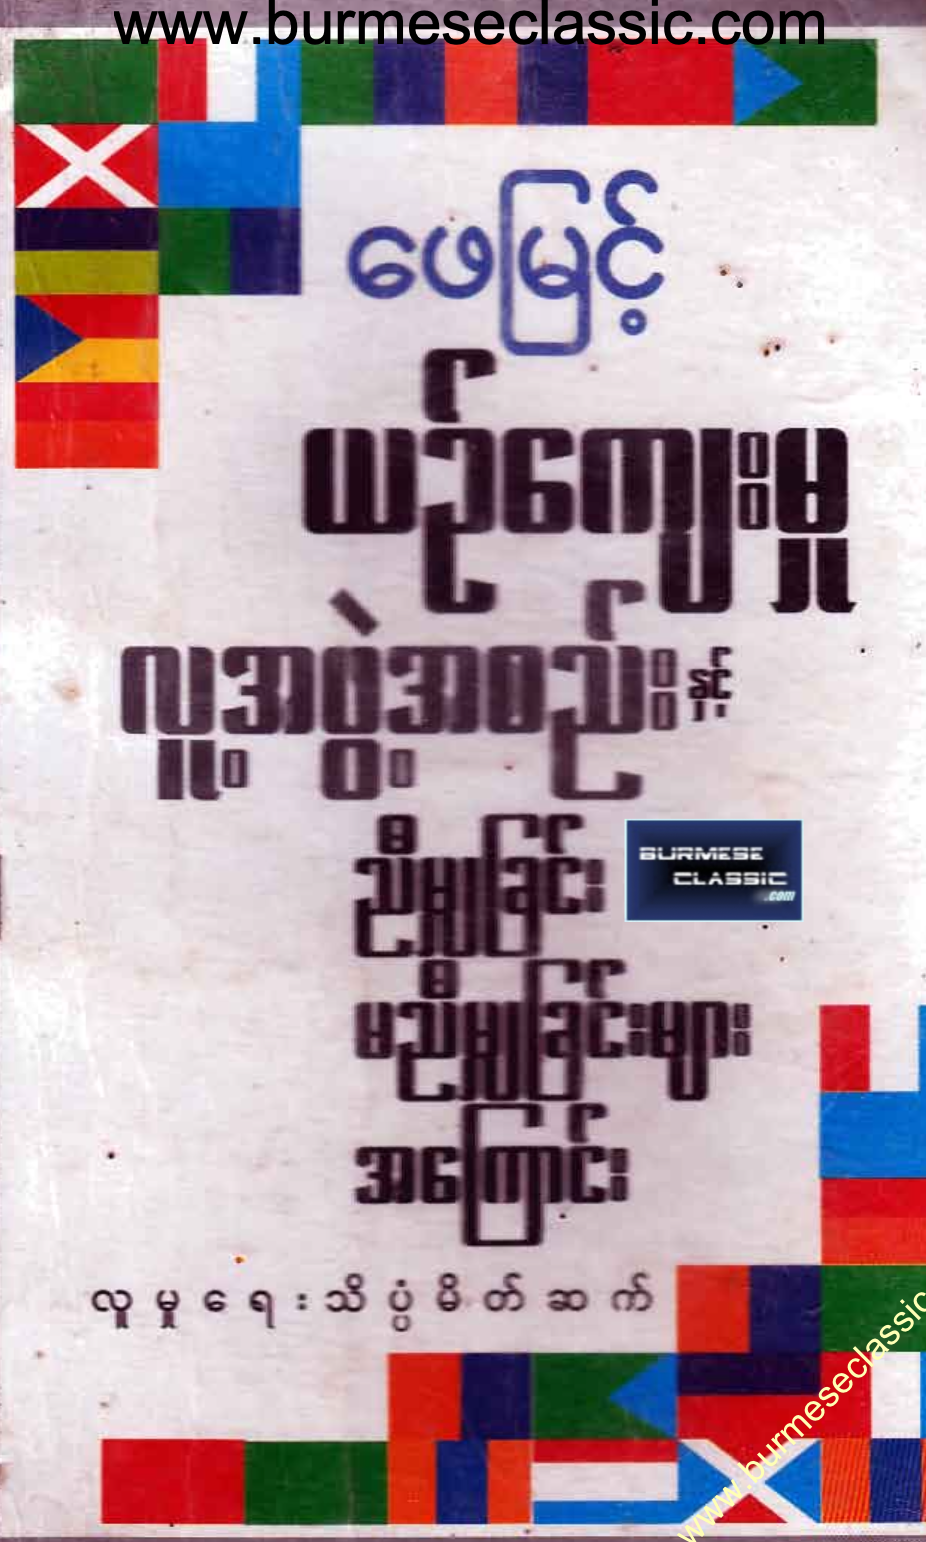 www.burmeseclassic.com
ဖေမြင့်
ယဉ်ကျေးမှု
လူ့အဖွဲ့အစည်းနှင့်
ညီမျှခြင်း
BURMESE
CLASSIC
.com
မညီမျှခြင်းများ
အကြောင်း
လူမှုရေးသိပ္ပံမိတ်ဆက်
www.burmeseclassic